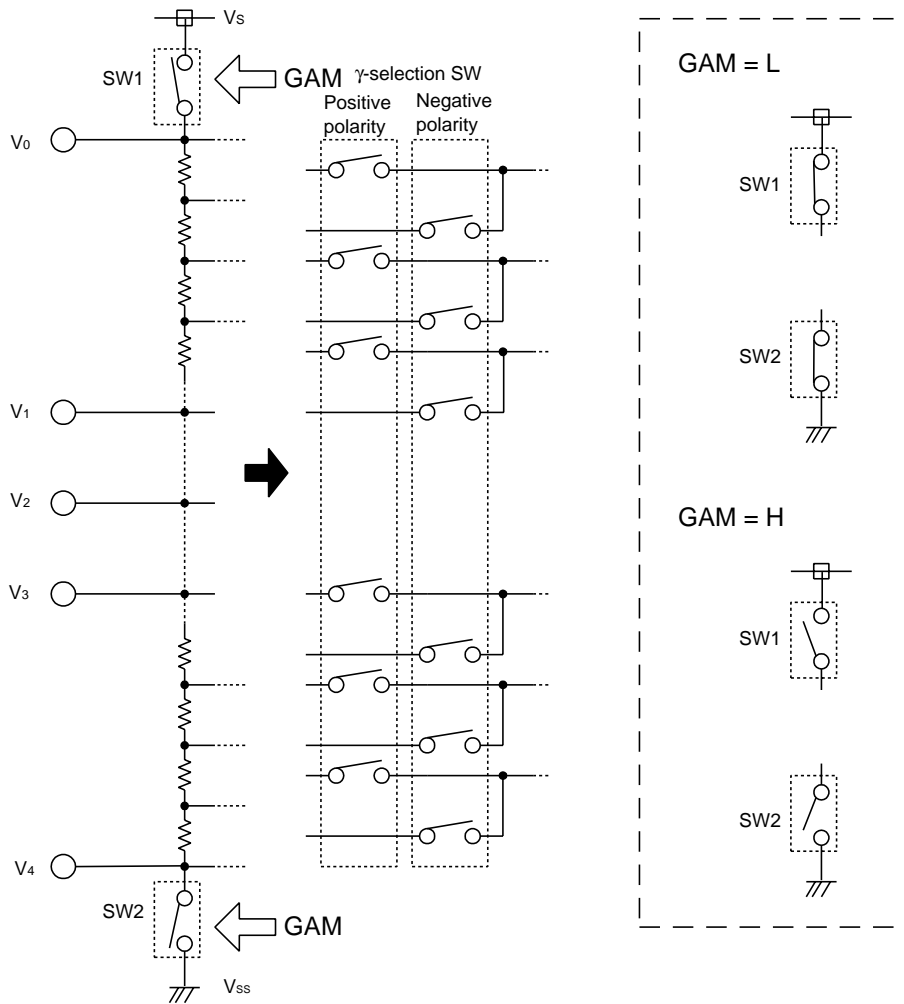 Vs
SW1
GAM
γ-selection SW
Positive polarity
Negative polarity
V0
V1
V2
V3
V4
SW2
GAM
Vss
GAM = L
SW1
SW2
GAM = H
SW1
SW2